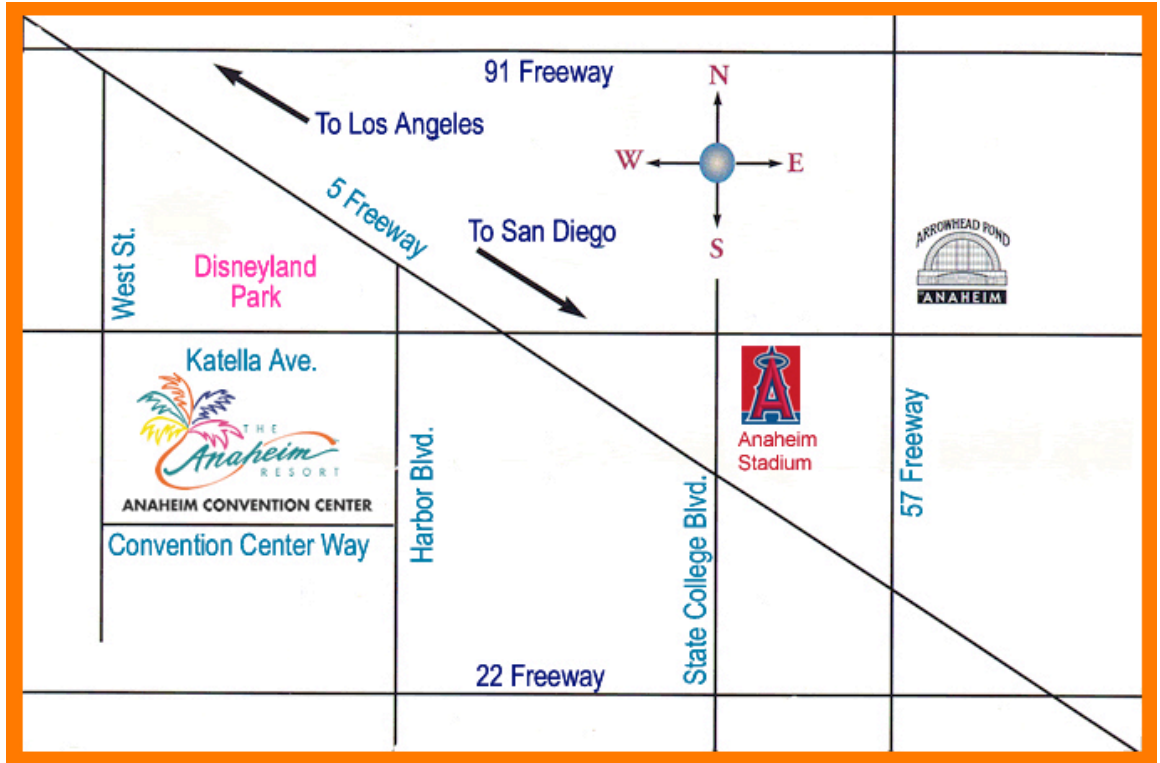 91 Freeway
N
To Los Angeles
W
E
5 Freeway
To San Diego
S
ARROWHEAD POND
OF ANAHEIM
West St.
Disneyland
Park
Katella Ave.
THE
Anaheim
RESORT
ANAHEIM CONVENTION CENTER
Convention Center Way
Harbor Blvd.
A
Anaheim
Stadium
State College Blvd.
57 Freeway
22 Freeway